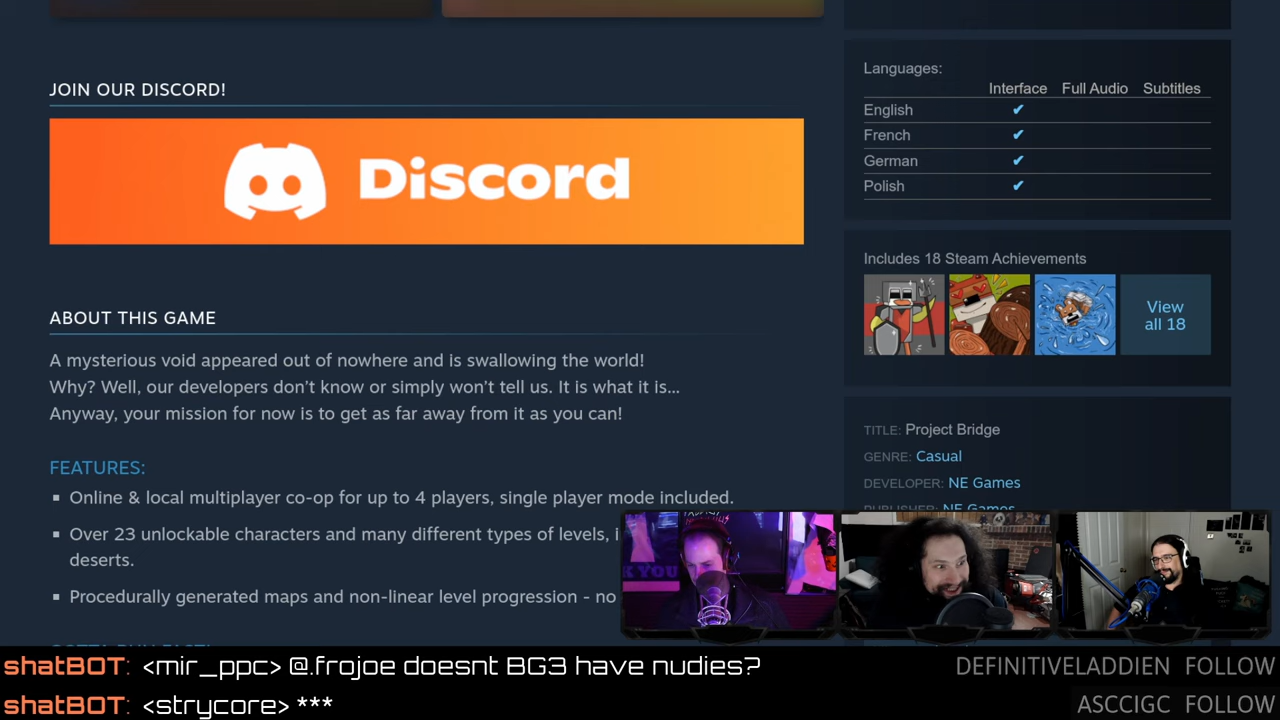 JOIN OUR DISCORD!
Discord
ABOUT THIS GAME
A mysterious void appeared out of nowhere and is swallowing the world!
Why? Well, our developers don't know or simply won't tell us. It is what it is...
Anyway, your mission for now is to get as far away from it as you can!
FEATURES:
Online & local multiplayer co-op for up to 4 players, single player mode included.
Over 23 unlockable characters and many different types of levels, i
deserts.
Procedurally generated maps and non-linear level progression - no
Languages:
Interface Full Audio Subtitles
English ✔
French ✔
German ✔
Polish ✔
Includes 18 Steam Achievements
View
all 18
TITLE: Project Bridge
GENRE: Casual
DEVELOPER: NE Games
PUBLISHER: NE Games
shatBOT: <mir_ppc> @.frojoe doesnt BG3 have nudies?
shatBOT: <strycore> ***
DEFINITIVELADDIEN FOLLOW
ASCCIGC FOLLOW